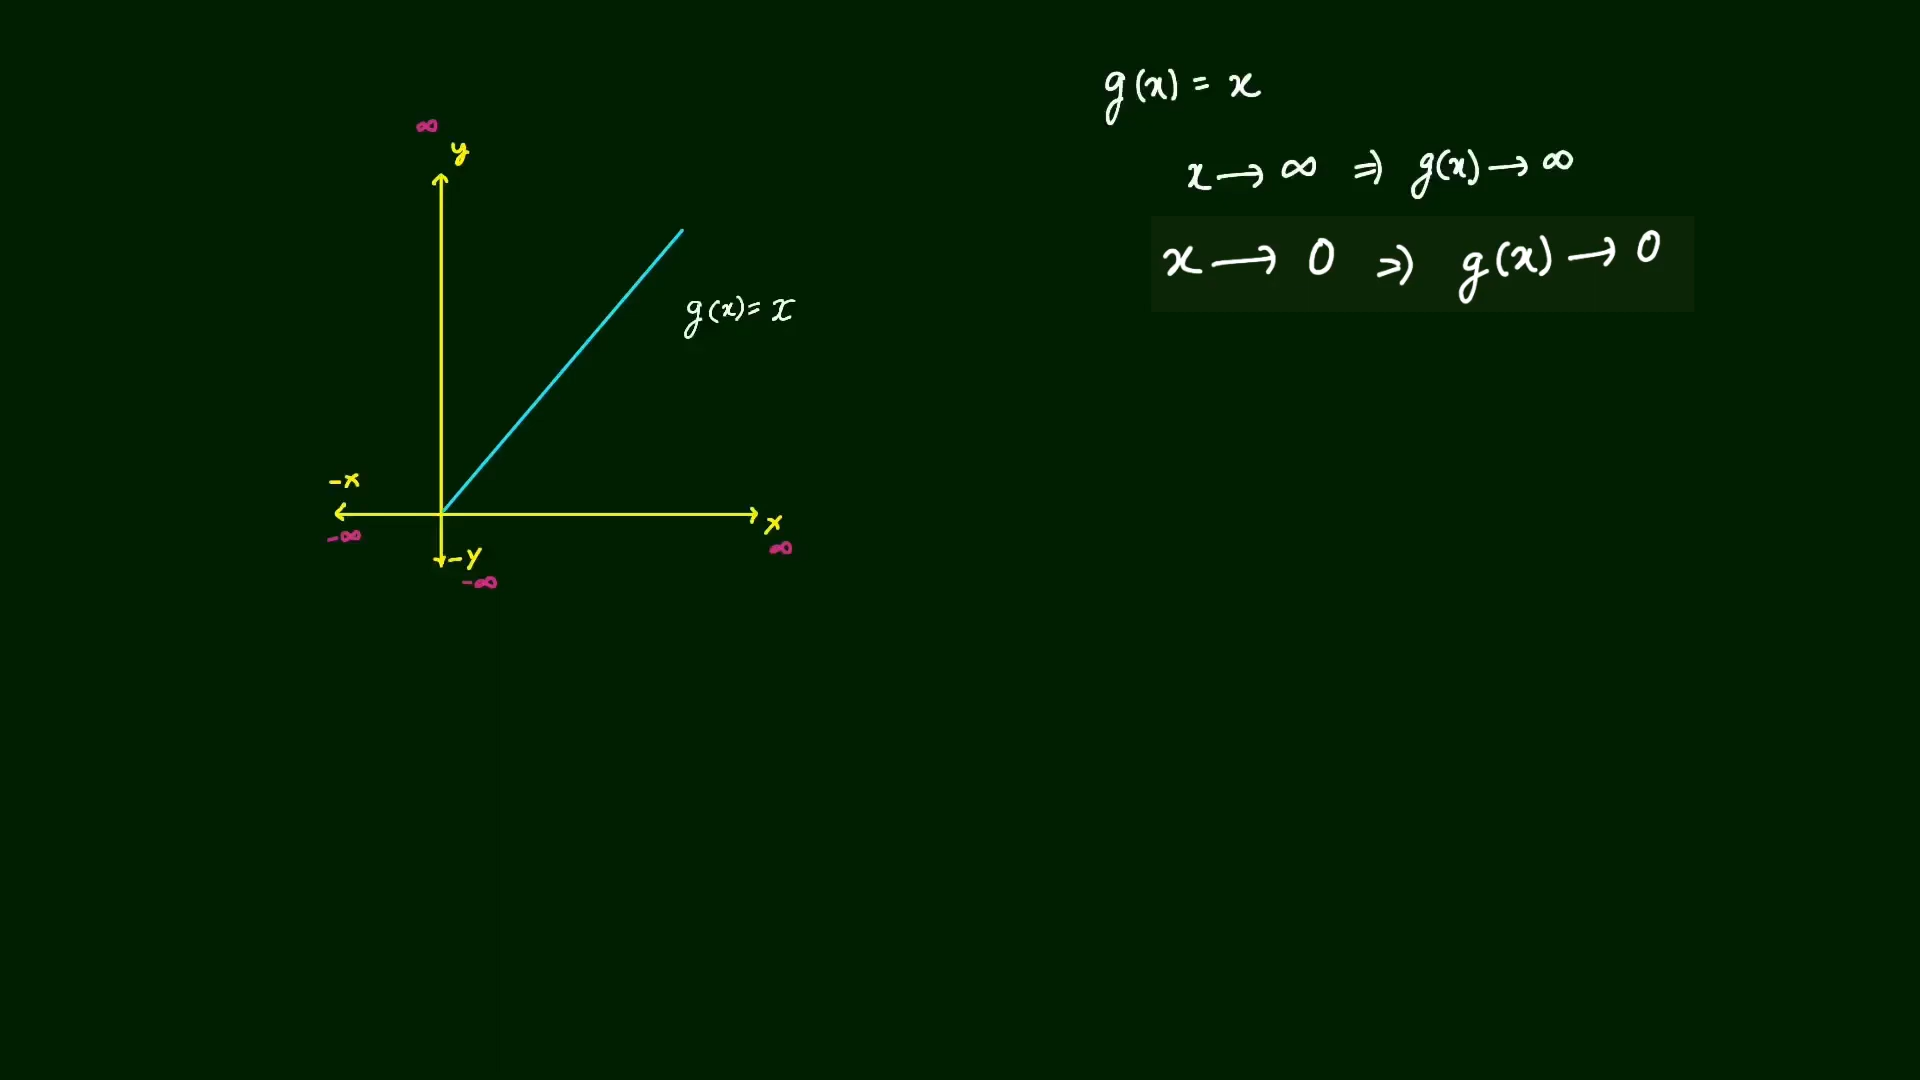 g(x) = x
x → ∞ ⇒ g(x) → ∞
x → 0 ⇒ g(x) → 0
∞
y
g(x) = x
-x
-∞
x
∞
-y
-∞